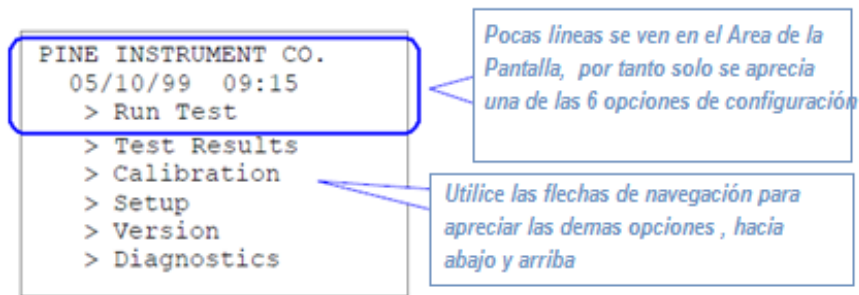 PINE INSTRUMENT CO.
05/10/99 09:15
> Run Test
> Test Results
> Calibration
> Setup
> Version
> Diagnostics
Pocas lineas se ven en el Area de la
Pantalla, por tanto solo se aprecia
una de las 6 opciones de configuración
Utilice las flechas de navegación para
apreciar las demas opciones , hacia
abajo y arriba